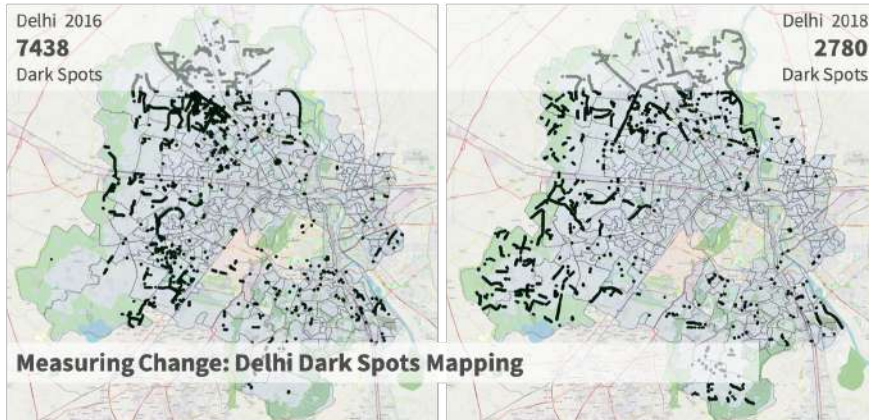 Delhi 2016
7438
Dark Spots
Delhi 2018
2780
Dark Spots
Measuring Change: Delhi Dark Spots Mapping